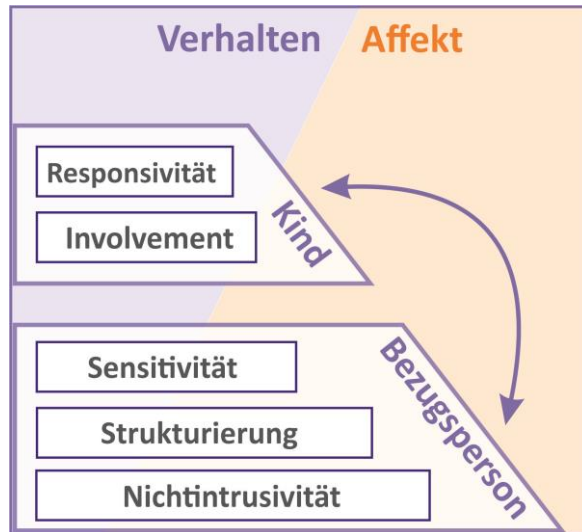 Verhalten Affekt
Responsivität
Involvement
Kind
Sensitivität
Strukturierung
Nichtintrusivität
Bezugsperson